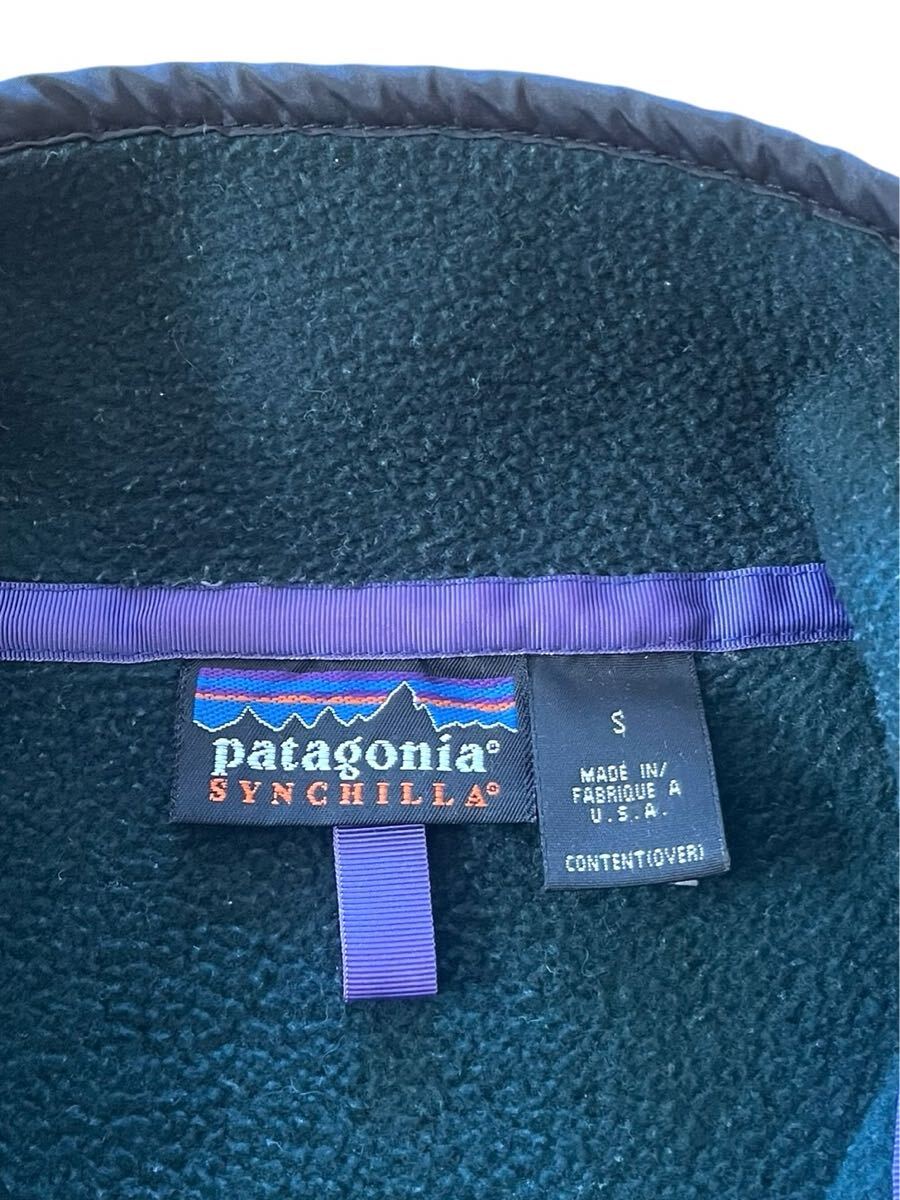 patagonia®
SYNCHILLA®
S
MADE IN/
FABRIQUE A
U.S.A.
CONTENT(OVER)